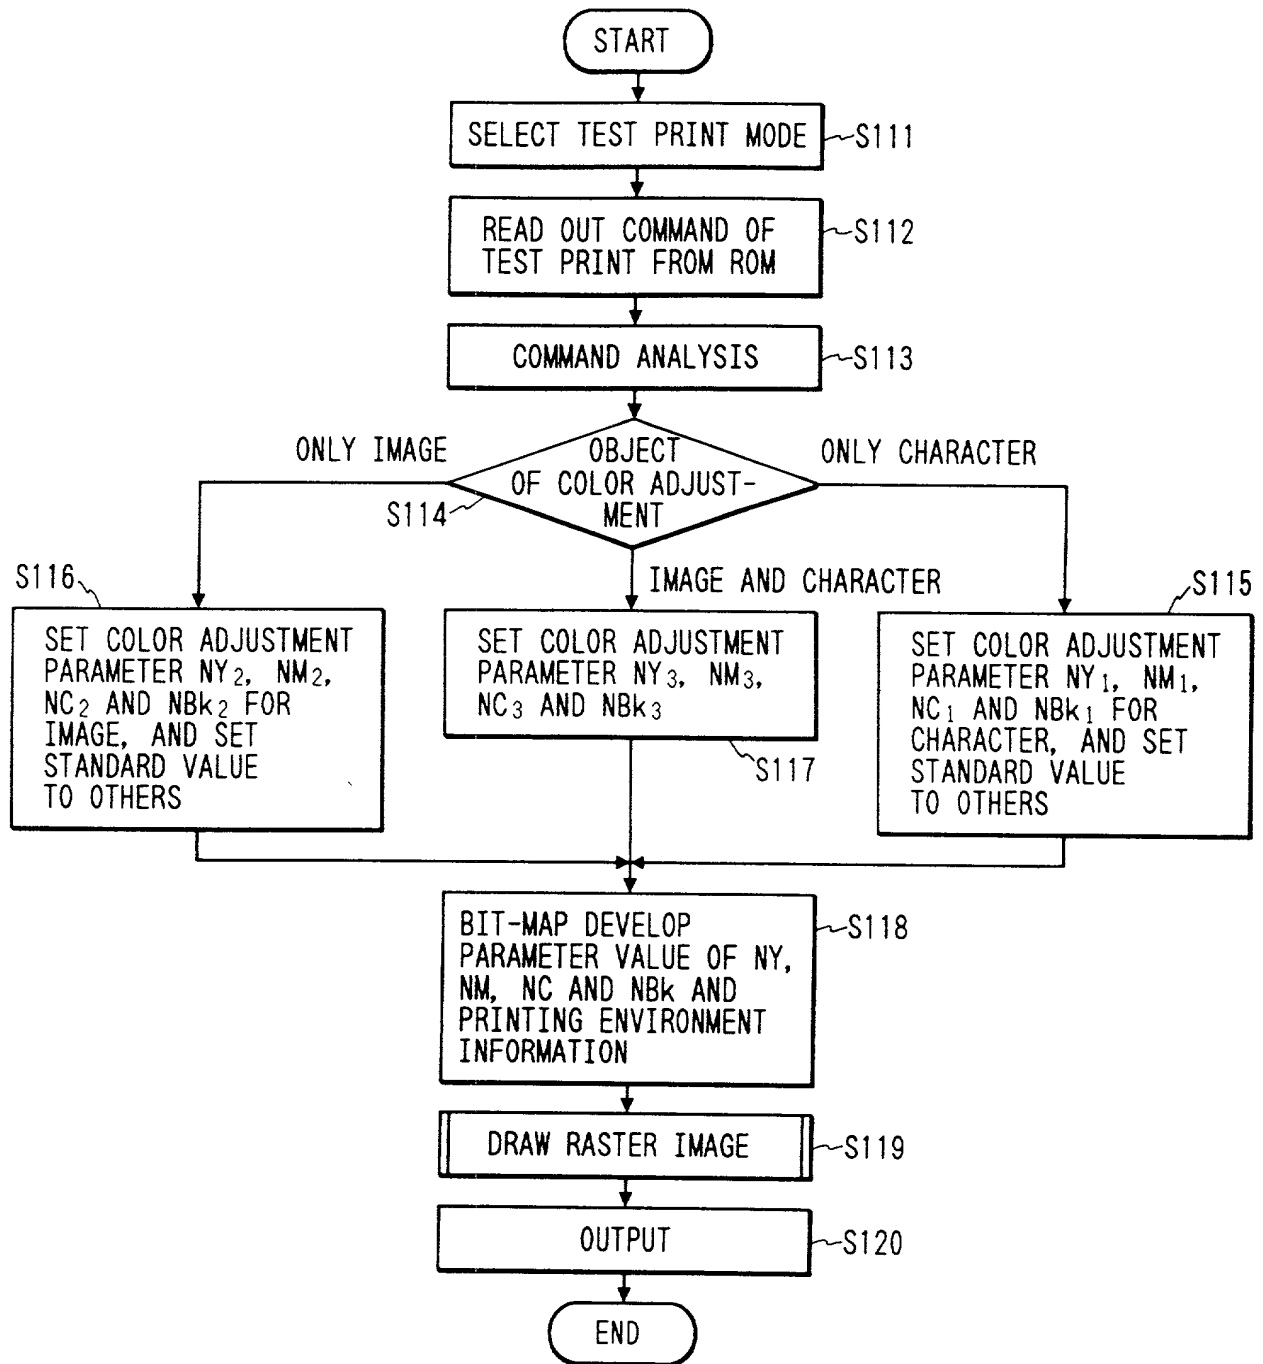 START
SELECT TEST PRINT MODE
S111
READ OUT COMMAND OF
TEST PRINT FROM ROM
S112
COMMAND ANALYSIS
S113
ONLY IMAGE
OBJECT
OF COLOR ADJUST-
MENT
ONLY CHARACTER
S114
IMAGE AND CHARACTER
S116
SET COLOR ADJUSTMENT
PARAMETER NY2, NM2,
NC2 AND NBk2 FOR
IMAGE, AND SET
STANDARD VALUE
TO OTHERS
SET COLOR ADJUSTMENT
PARAMETER NY3, NM3,
NC3 AND NBk3
S117
S115
SET COLOR ADJUSTMENT
PARAMETER NY1, NM1,
NC1 AND NBk1 FOR
CHARACTER, AND SET
STANDARD VALUE
TO OTHERS
BIT-MAP DEVELOP
PARAMETER VALUE OF NY,
NM, NC AND NBk AND
PRINTING ENVIRONMENT
INFORMATION
S118
DRAW RASTER IMAGE
S119
OUTPUT
S120
END